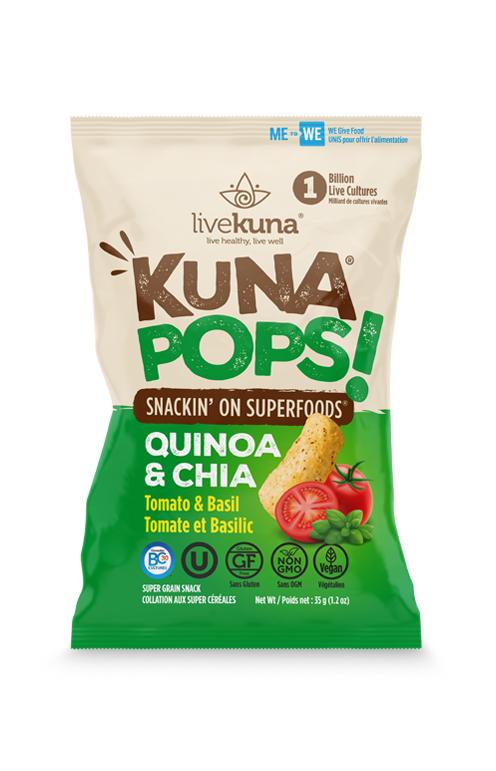 ME TO WE WE Give Food
UNIS pour offrir l'alimentation
1 Billion
Live Cultures
Milliard de cultures vivantes
livekuna®
live healthy, live well
KUNA®
POPS!
SNACKIN' ON SUPERFOODS®
QUINOA
& CHIA
Tomato & Basil
Tomate et Basilic
BC30
CULTURES
U
Gluten
GF
Free
NON
GMO
Vegan
Sans Gluten
Sans OGM
Végétalien
SUPER GRAIN SNACK
COLLATION AUX SUPER CÉRÉALES
Net Wt / Poids net : 35 g (1.2 oz)